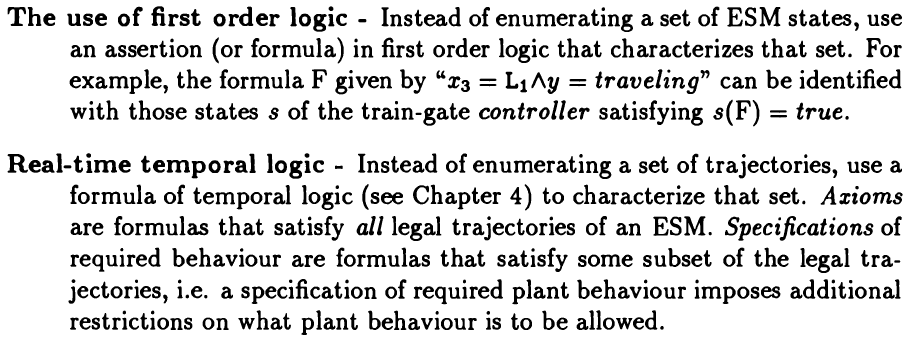 The use of first order logic - Instead of enumerating a set of ESM states, use
an assertion (or formula) in first order logic that characterizes that set. For
example, the formula F given by “x₃ = L₁∧y = traveling” can be identified
with those states s of the train-gate controller satisfying s(F) = true.
Real-time temporal logic - Instead of enumerating a set of trajectories, use a
formula of temporal logic (see Chapter 4) to characterize that set. Axioms
are formulas that satisfy all legal trajectories of an ESM. Specifications of
required behaviour are formulas that satisfy some subset of the legal tra-
jectories, i.e. a specification of required plant behaviour imposes additional
restrictions on what plant behaviour is to be allowed.